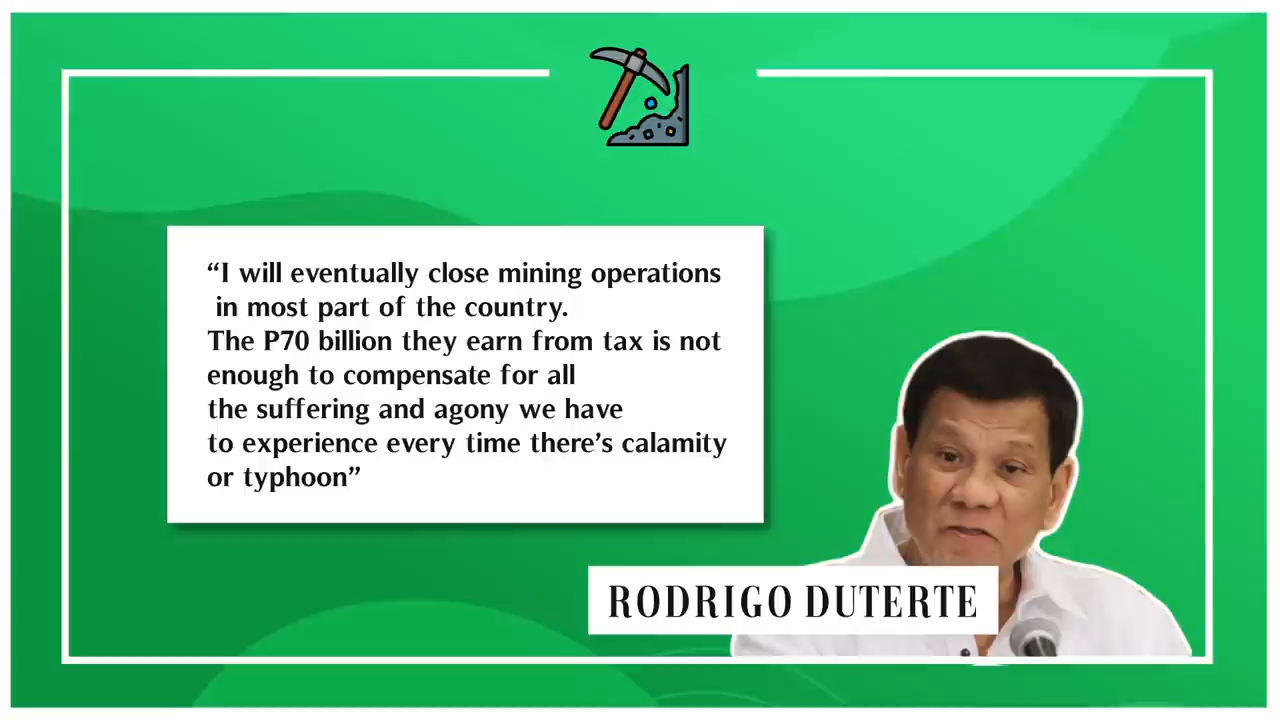 “I will eventually close mining operations
in most part of the country.
The P70 billion they earn from tax is not
enough to compensate for all
the suffering and agony we have
to experience every time there’s calamity
or typhoon”
RODRIGO DUTERTE